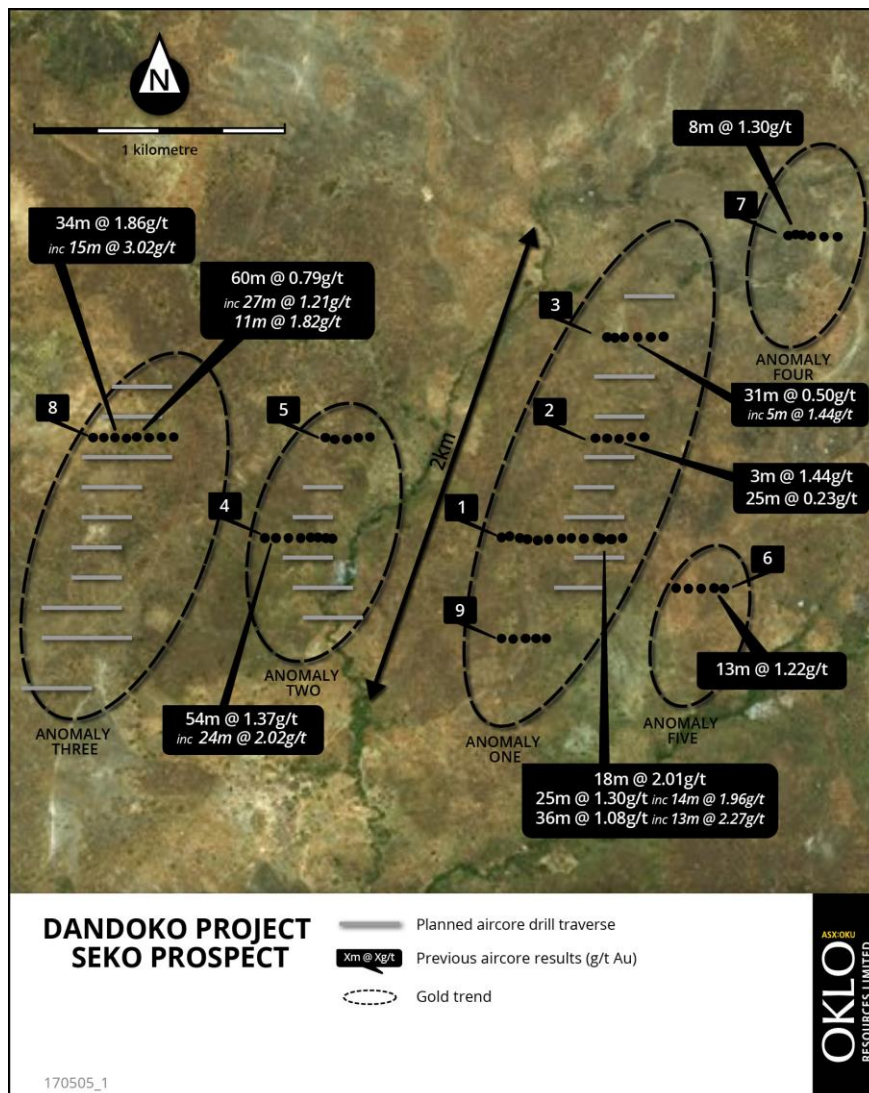 N
1 kilometre
8m @ 1.30g/t
7
34m @ 1.86g/t
inc 15m @ 3.02g/t
60m @ 0.79g/t
inc 27m @ 1.21g/t
11m @ 1.82g/t
3
ANOMALY
FOUR
31m @ 0.50g/t
inc 5m @ 1.44g/t
8
5
2
2km
3m @ 1.44g/t
25m @ 0.23g/t
4
1
6
9
13m @ 1.22g/t
ANOMALY
TWO
54m @ 1.37g/t
inc 24m @ 2.02g/t
ANOMALY
THREE
ANOMALY
ONE
ANOMALY
FIVE
18m @ 2.01g/t
25m @ 1.30g/t inc 14m @ 1.96g/t
36m @ 1.08g/t inc 13m @ 2.27g/t
DANDOKO PROJECT
SEKO PROSPECT
Planned aircore drill traverse
Xm @ Xg/t
Previous aircore results (g/t Au)
Gold trend
ASX:OKU
OKLO
RESOURCES LIMITED
170505_1